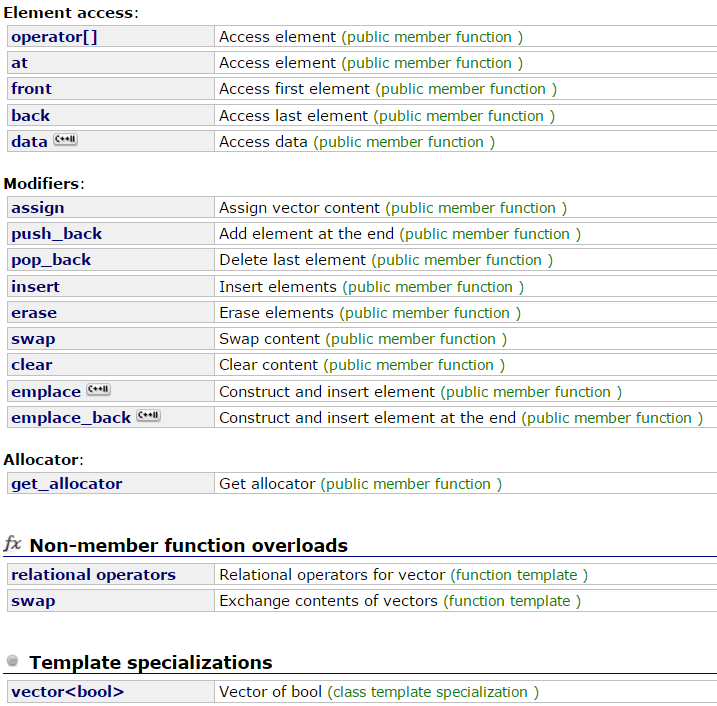 Element access:
operator[] Access element (public member function )
at Access element (public member function )
front Access first element (public member function )
back Access last element (public member function )
data C++11 Access data (public member function )
Modifiers:
assign Assign vector content (public member function )
push_back Add element at the end (public member function )
pop_back Delete last element (public member function )
insert Insert elements (public member function )
erase Erase elements (public member function )
swap Swap content (public member function )
clear Clear content (public member function )
emplace C++11 Construct and insert element (public member function )
emplace_back C++11 Construct and insert element at the end (public member function )
Allocator:
get_allocator Get allocator (public member function )
fx Non-member function overloads
relational operators Relational operators for vector (function template )
swap Exchange contents of vectors (function template )
Template specializations
vector<bool> Vector of bool (class template specialization )